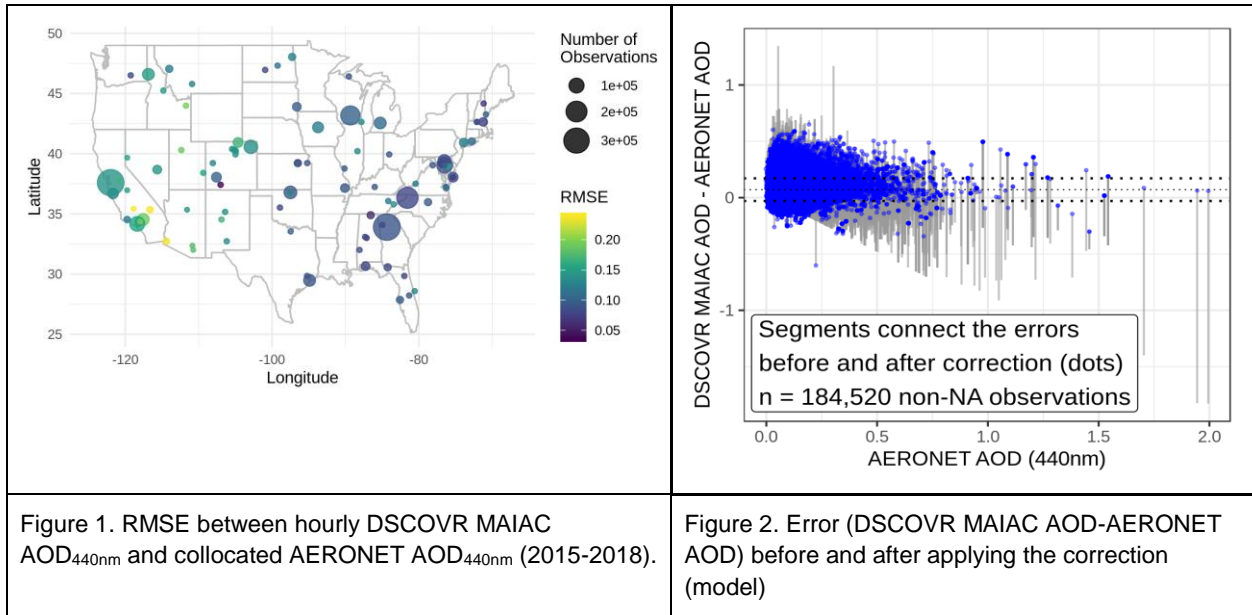 50
45
40
35
30
25
Latitude
-120
-100
-80
Longitude
Number of
Observations
1e+05
2e+05
3e+05
RMSE
0.20
0.15
0.10
0.05
DSCOVR MAIAC AOD - AERONET AOD
1
0
-1
Segments connect the errors
before and after correction (dots)
n = 184,520 non-NA observations
0.0
0.5
1.0
1.5
2.0
AERONET AOD (440nm)
Figure 1. RMSE between hourly DSCOVR MAIAC
AOD440nm and collocated AERONET AOD440nm (2015-2018).
Figure 2. Error (DSCOVR MAIAC AOD-AERONET
AOD) before and after applying the correction
(model)